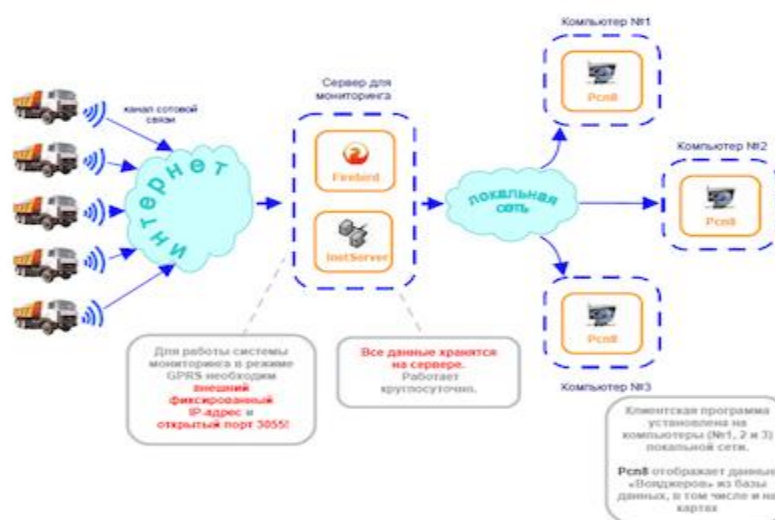 Компьютер №1
Pcn8
канал сотовой
связи
Сервер для
мониторинга
интернет
Firebird
InetServer
локальная
сеть
Компьютер №2
Pcn8
Pcn8
Компьютер №3
Для работы системы
мониторинга в режиме
GPRS необходим
внешний
фиксированный
IP-адрес и
открытый порт 3055!
Все данные хранятся
на сервере.
Работает
круглосуточно.
Клиентская программа
установлена на
компьютеры (№1, 2 и 3)
локальной сети.
Pcn8 отображает данные
«Вояджеров» из базы
данных, в том числе и на
картах